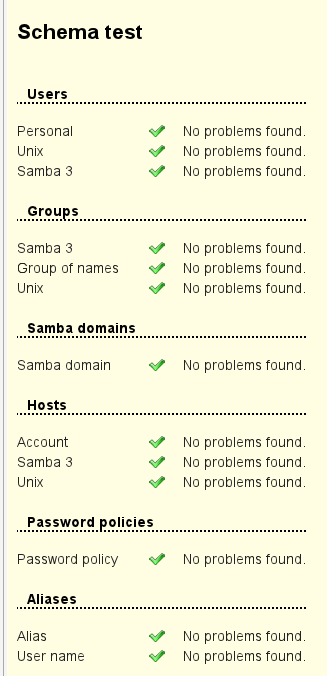 Schema test
Users
Personal No problems found.
Unix No problems found.
Samba 3 No problems found.
Groups
Samba 3 No problems found.
Group of names No problems found.
Unix No problems found.
Samba domains
Samba domain No problems found.
Hosts
Account No problems found.
Samba 3 No problems found.
Unix No problems found.
Password policies
Password policy No problems found.
Aliases
Alias No problems found.
User name No problems found.